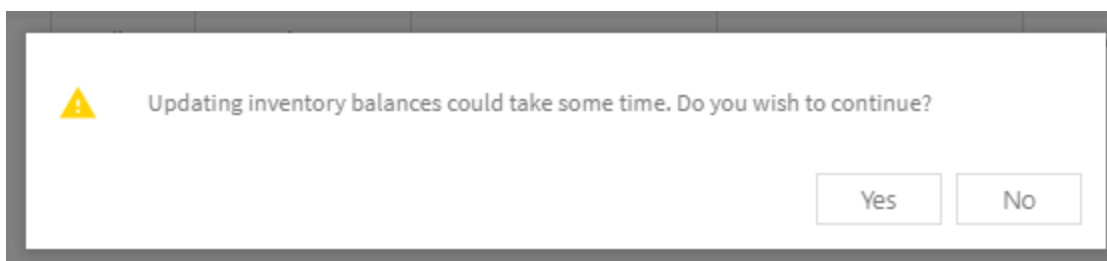 Updating inventory balances could take some time. Do you wish to continue?
Yes
No